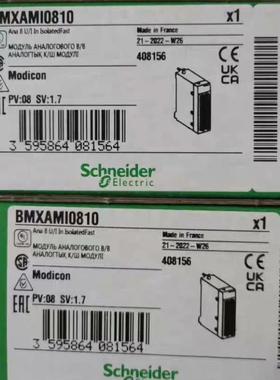 BMXAMI0810
x1
Ana 8 U/I In IsolatedFast
Made in France
21-2022-W26
МОДУЛЬ АНАЛОГОВОГО В/В
АНАЛОГТЫҚ К/Ш МОДУЛІ
408156
Modicon
CE
UK
CA
PV:08 SV:1.7
3 595864 081564
Schneider
Electric
BMXAMI0810
x1
Ana 8 U/I In IsolatedFast
Made in France
21-2022-W26
МОДУЛЬ АНАЛОГОВОГО В/В
АНАЛОГТЫҚ К/Ш МОДУЛІ
408156
Modicon
CE
UK
CA
EAC
PV:08 SV:1.7
3 595864 081564
Schneider